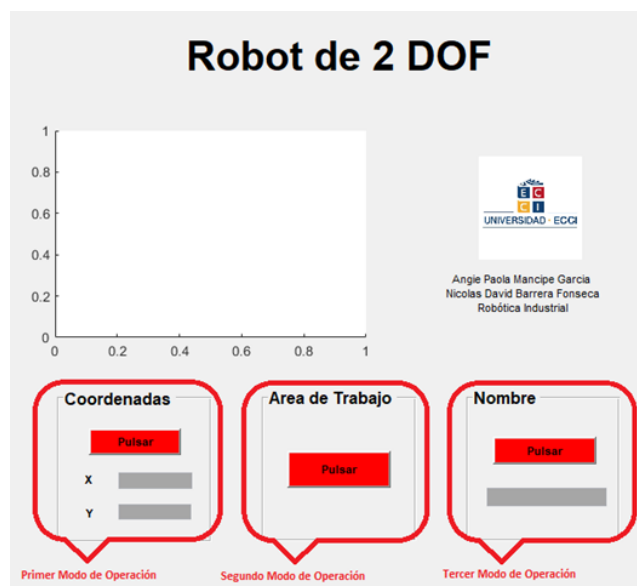 Robot de 2 DOF
1
0.8
0.6
0.4
0.2
0
0 0.2 0.4 0.6 0.8 1
EC
CI
UNIVERSIDAD · ECCI
Angie Paola Mancipe Garcia
Nicolas David Barrera Fonseca
Robótica Industrial
Coordenadas
Pulsar
X
Y
Primer Modo de Operación
Area de Trabajo
Pulsar
Segundo Modo de Operación
Nombre
Pulsar
Tercer Modo de Operación